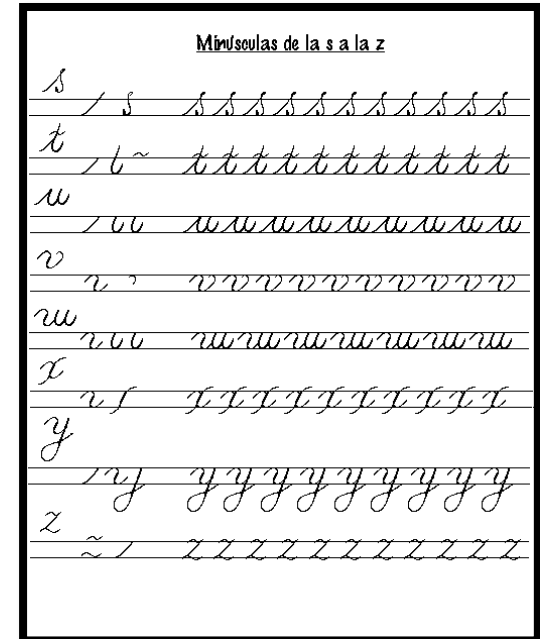 Minúsculas de la s a la z
s
s s s s s s s s s s s
t
t t t t t t t t t t t
u
u u u u u u u u u
v
v v v v v v v v v v
w
w w w w w w w
x
x x x x x x x x x x
y
y y y y y y y y y y
z
z z z z z z z z z z z